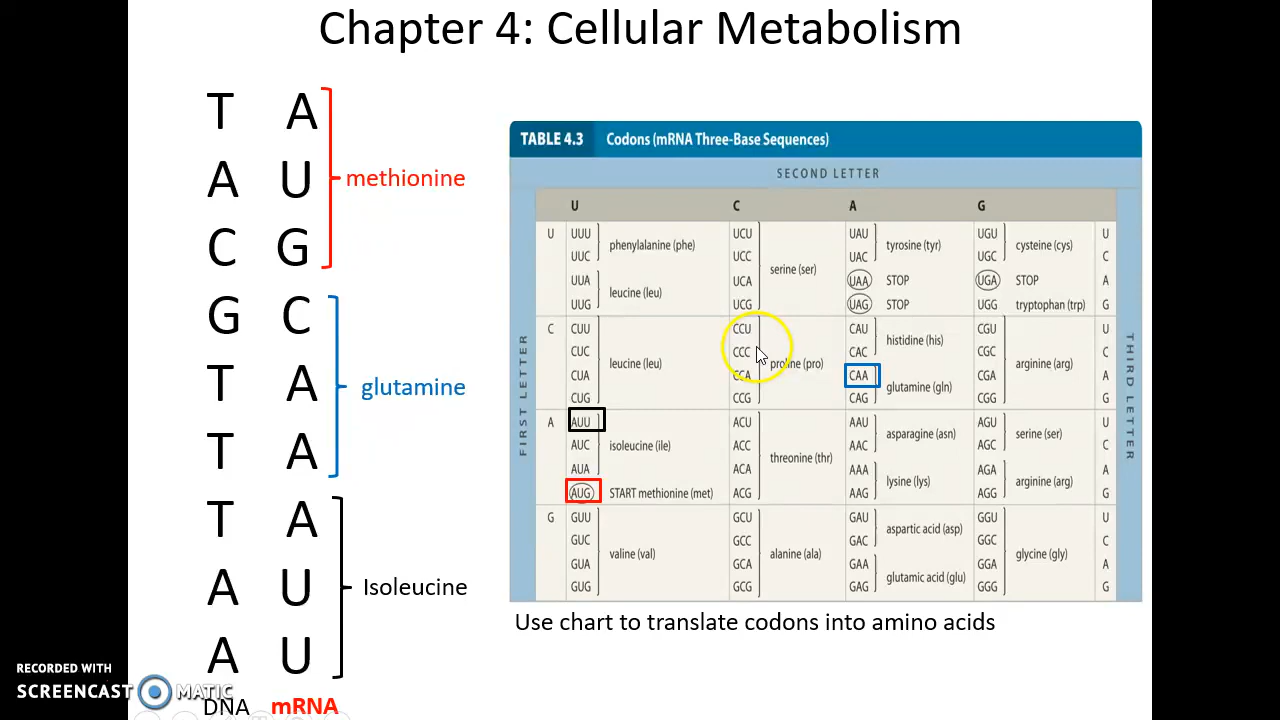 Chapter 4: Cellular Metabolism
T A
A U
C G
methionine
G C
T A
T A
glutamine
T A
A U
A U
Isoleucine
DNA mRNA
TABLE 4.3 Codons (mRNA Three-Base Sequences)
SECOND LETTER
U C A G
FIRST LETTER
THIRD LETTER
U UUU phenylalanine (phe) UCU serine (ser) UAU tyrosine (tyr) UGU cysteine (cys) U
UUC UCC UAC UGC C
UUA leucine (leu) UCA UAA STOP UGA STOP A
UUG UCG UAG STOP UGG tryptophan (trp) G
C CUU leucine (leu) CCU proline (pro) CAU histidine (his) CGU arginine (arg) U
CUC CCC CAC CGC C
CUA CCA CAA glutamine (gln) CGA A
CUG CCG CAG CGG G
A AUU isoleucine (ile) ACU threonine (thr) AAU asparagine (asn) AGU serine (ser) U
AUC ACC AAC AGC C
AUA ACA AAA lysine (lys) AGA arginine (arg) A
AUG START methionine (met) ACG AAG AGG G
G GUU valine (val) GCU alanine (ala) GAU aspartic acid (asp) GGU glycine (gly) U
GUC GCC GAC GGC C
GUA GCA GAA glutamic acid (glu) GGA A
GUG GCG GAG GGG G
Use chart to translate codons into amino acids
RECORDED WITH
SCREENCAST MATIC